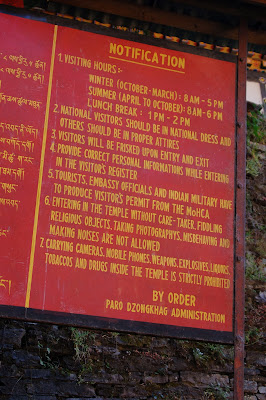 NOTIFICATION
1. VISITING HOURS :-
WINTER (OCTOBER - MARCH) : 8 AM - 5 PM
SUMMER (APRIL TO OCTOBER) : 8 AM - 6 PM
LUNCH BREAK : 1 PM - 2 PM
2. NATIONAL VISITORS SHOULD BE IN NATIONAL DRESS AND
OTHERS SHOULD BE IN PROPER ATTIRES
3. VISITORS WILL BE FRISKED UPON ENTRY AND EXIT
4. PROVIDE CORRECT PERSONAL INFORMATIONS WHILE ENTERING
IN THE VISITOR'S REGISTER
5. TOURISTS, EMBASSY OFFICIALS AND INDIAN MILITARY HAVE
TO PRODUCE VISITOR'S PERMIT FROM THE MoHCA
6. ENTERING IN THE TEMPLE WITHOUT CARE-TAKER, FIDDLING
RELIGIOUS OBJECTS, TAKING PHOTOGRAPHYS, MISBEHAVING AND
MAKING NOISES ARE NOT ALLOWED
7. CARRYING CAMERAS, MOBILE PHONES, WEAPONS, EXPLOSIVES, LIQUORS,
TOBACCOS AND DRUGS INSIDE THE TEMPLE IS STRICTLY PROHIBITED
BY ORDER
PARO DZONGKHAG ADMINISTRATION